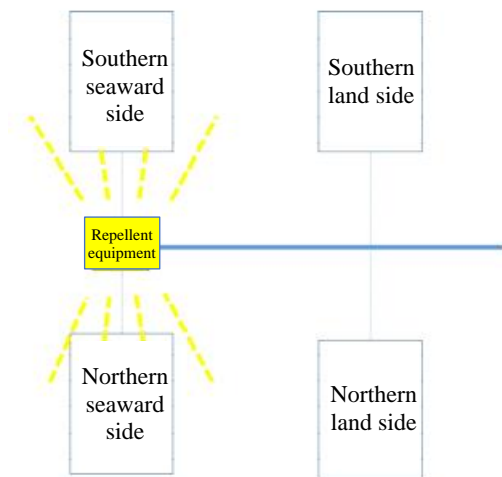 Southern
seaward
side
Southern
land side
Repellent
equipment
Northern
seaward
side
Northern
land side